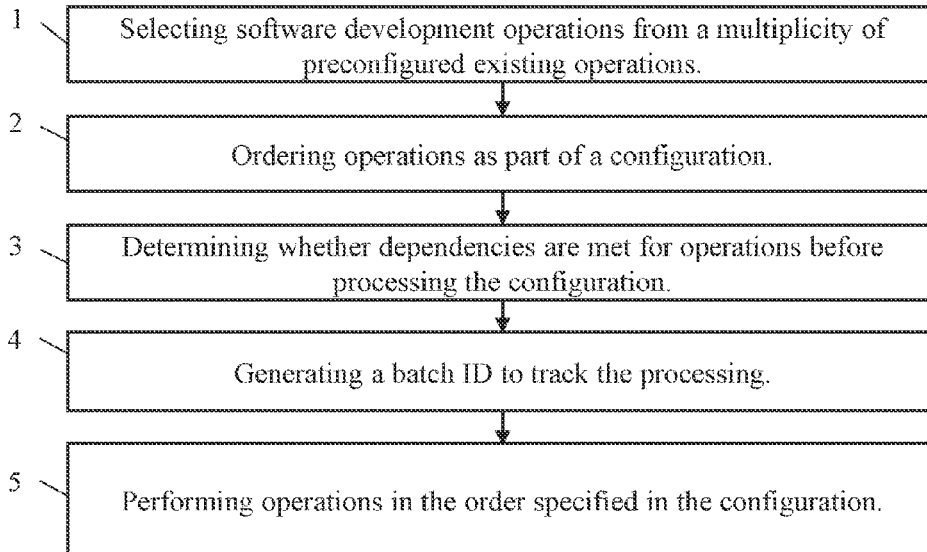 1
Selecting software development operations from a multiplicity of
preconfigured existing operations.
2
Ordering operations as part of a configuration.
3
Determining whether dependencies are met for operations before
processing the configuration.
4
Generating a batch ID to track the processing.
5
Performing operations in the order specified in the configuration.